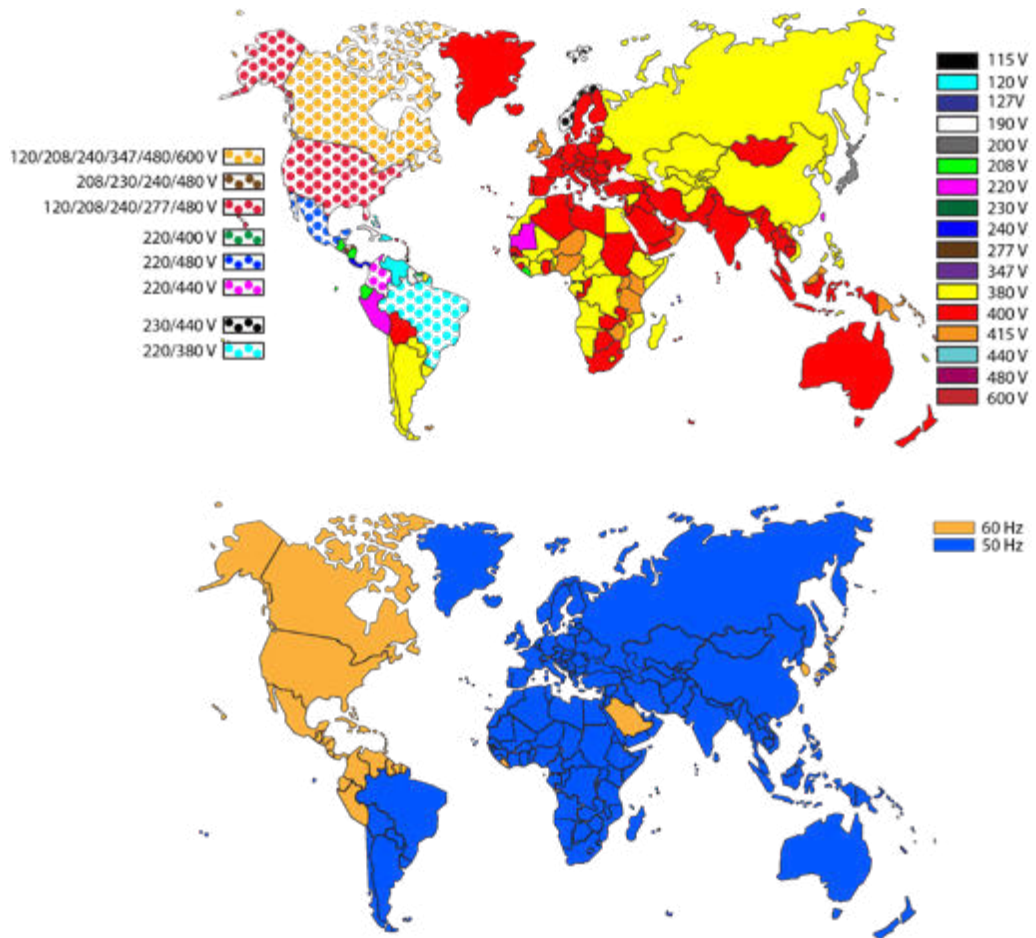 120/208/240/347/480/600 V
208/230/240/480 V
120/208/240/277/480 V
220/400 V
220/480 V
220/440 V
230/440 V
220/380 V
115 V
120 V
127V
190 V
200 V
208 V
220 V
230 V
240 V
277 V
347 V
380 V
400 V
415 V
440 V
480 V
600 V
60 Hz
50 Hz